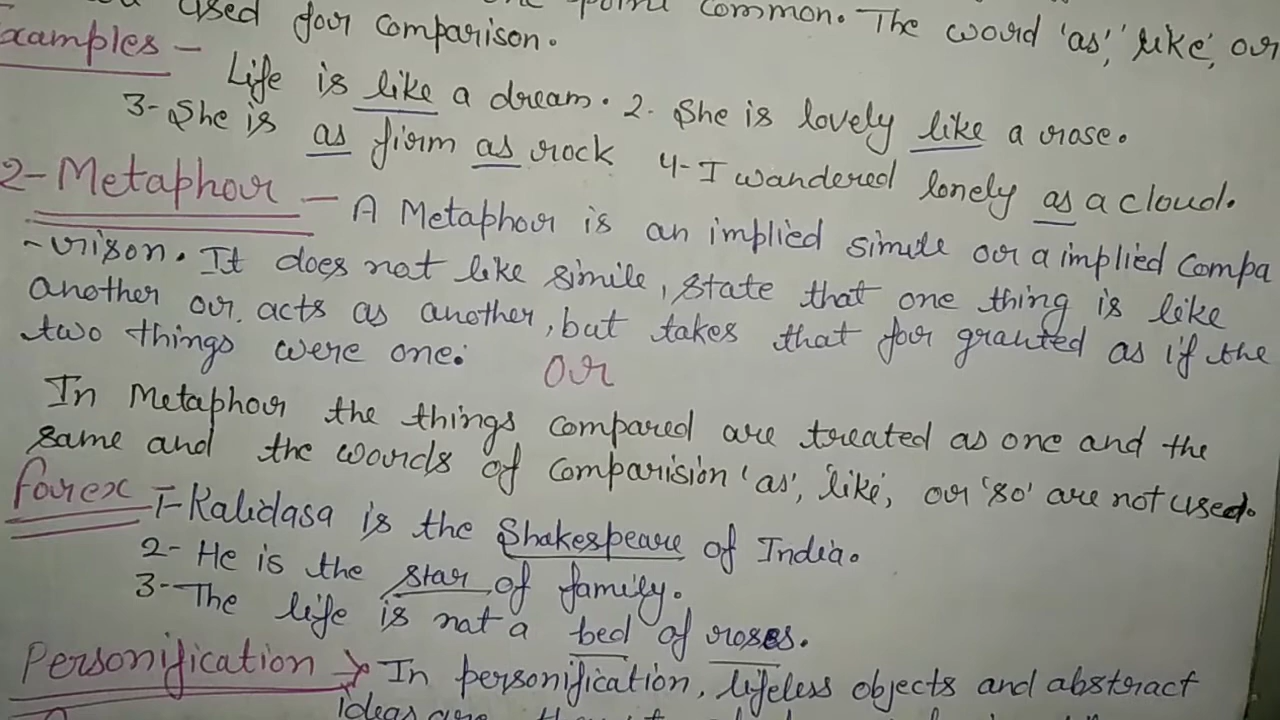 used for comparison. The word 'as', 'like', or
Examples -
Life is like a dream. 2. She is lovely like a rose.
3- She is as firm as rock 4- I wandered lonely as a cloud.
2- Metaphor - A Metaphor is an implied simile or a implied Compa
-rison. It does not like simile, state that one thing is like
another or acts as another, but takes that for granted as if the
two things were one.
Or
In Metaphor the things compared are treated as one and the
same and the words of comparision 'as', 'like', or 'so' are not used.
Forex 1- Kalidasa is the Shakespeare of India.
2- He is the star of family.
3- The life is not a bed of roses.
Personification → In personification, lifeless objects and abstract
Ideas are